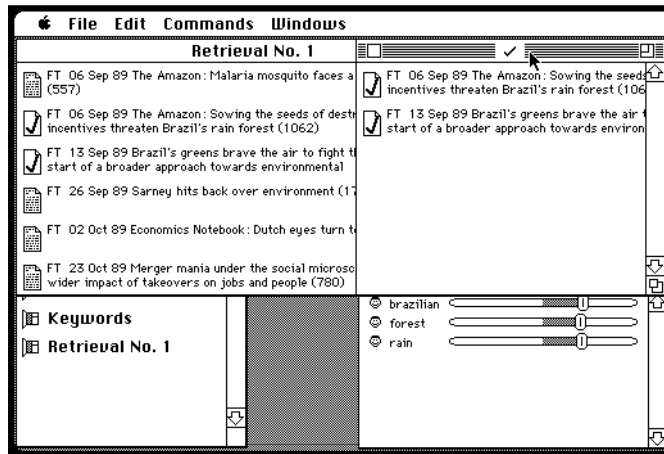 File Edit Commands Windows
Retrieval No. 1
FT 06 Sep 89 The Amazon: Malaria mosquito faces a
(557)
FT 06 Sep 89 The Amazon: Sowing the seeds of destr
incentives threaten Brazil's rain forest (1062)
FT 13 Sep 89 Brazil's greens brave the air to fight t
start of a broader approach towards environmental
FT 26 Sep 89 Sarney hits back over environment (17
FT 02 Oct 89 Economics Notebook: Dutch eyes turn t
FT 23 Oct 89 Merger mania under the social microsc
wider impact of takeovers on jobs and people (780)
FT 06 Sep 89 The Amazon: Sowing the seeds
incentives threaten Brazil's rain forest (106
FT 13 Sep 89 Brazil's greens brave the air
start of a broader approach towards environ
Keywords
Retrieval No. 1
brazilian
forest
rain